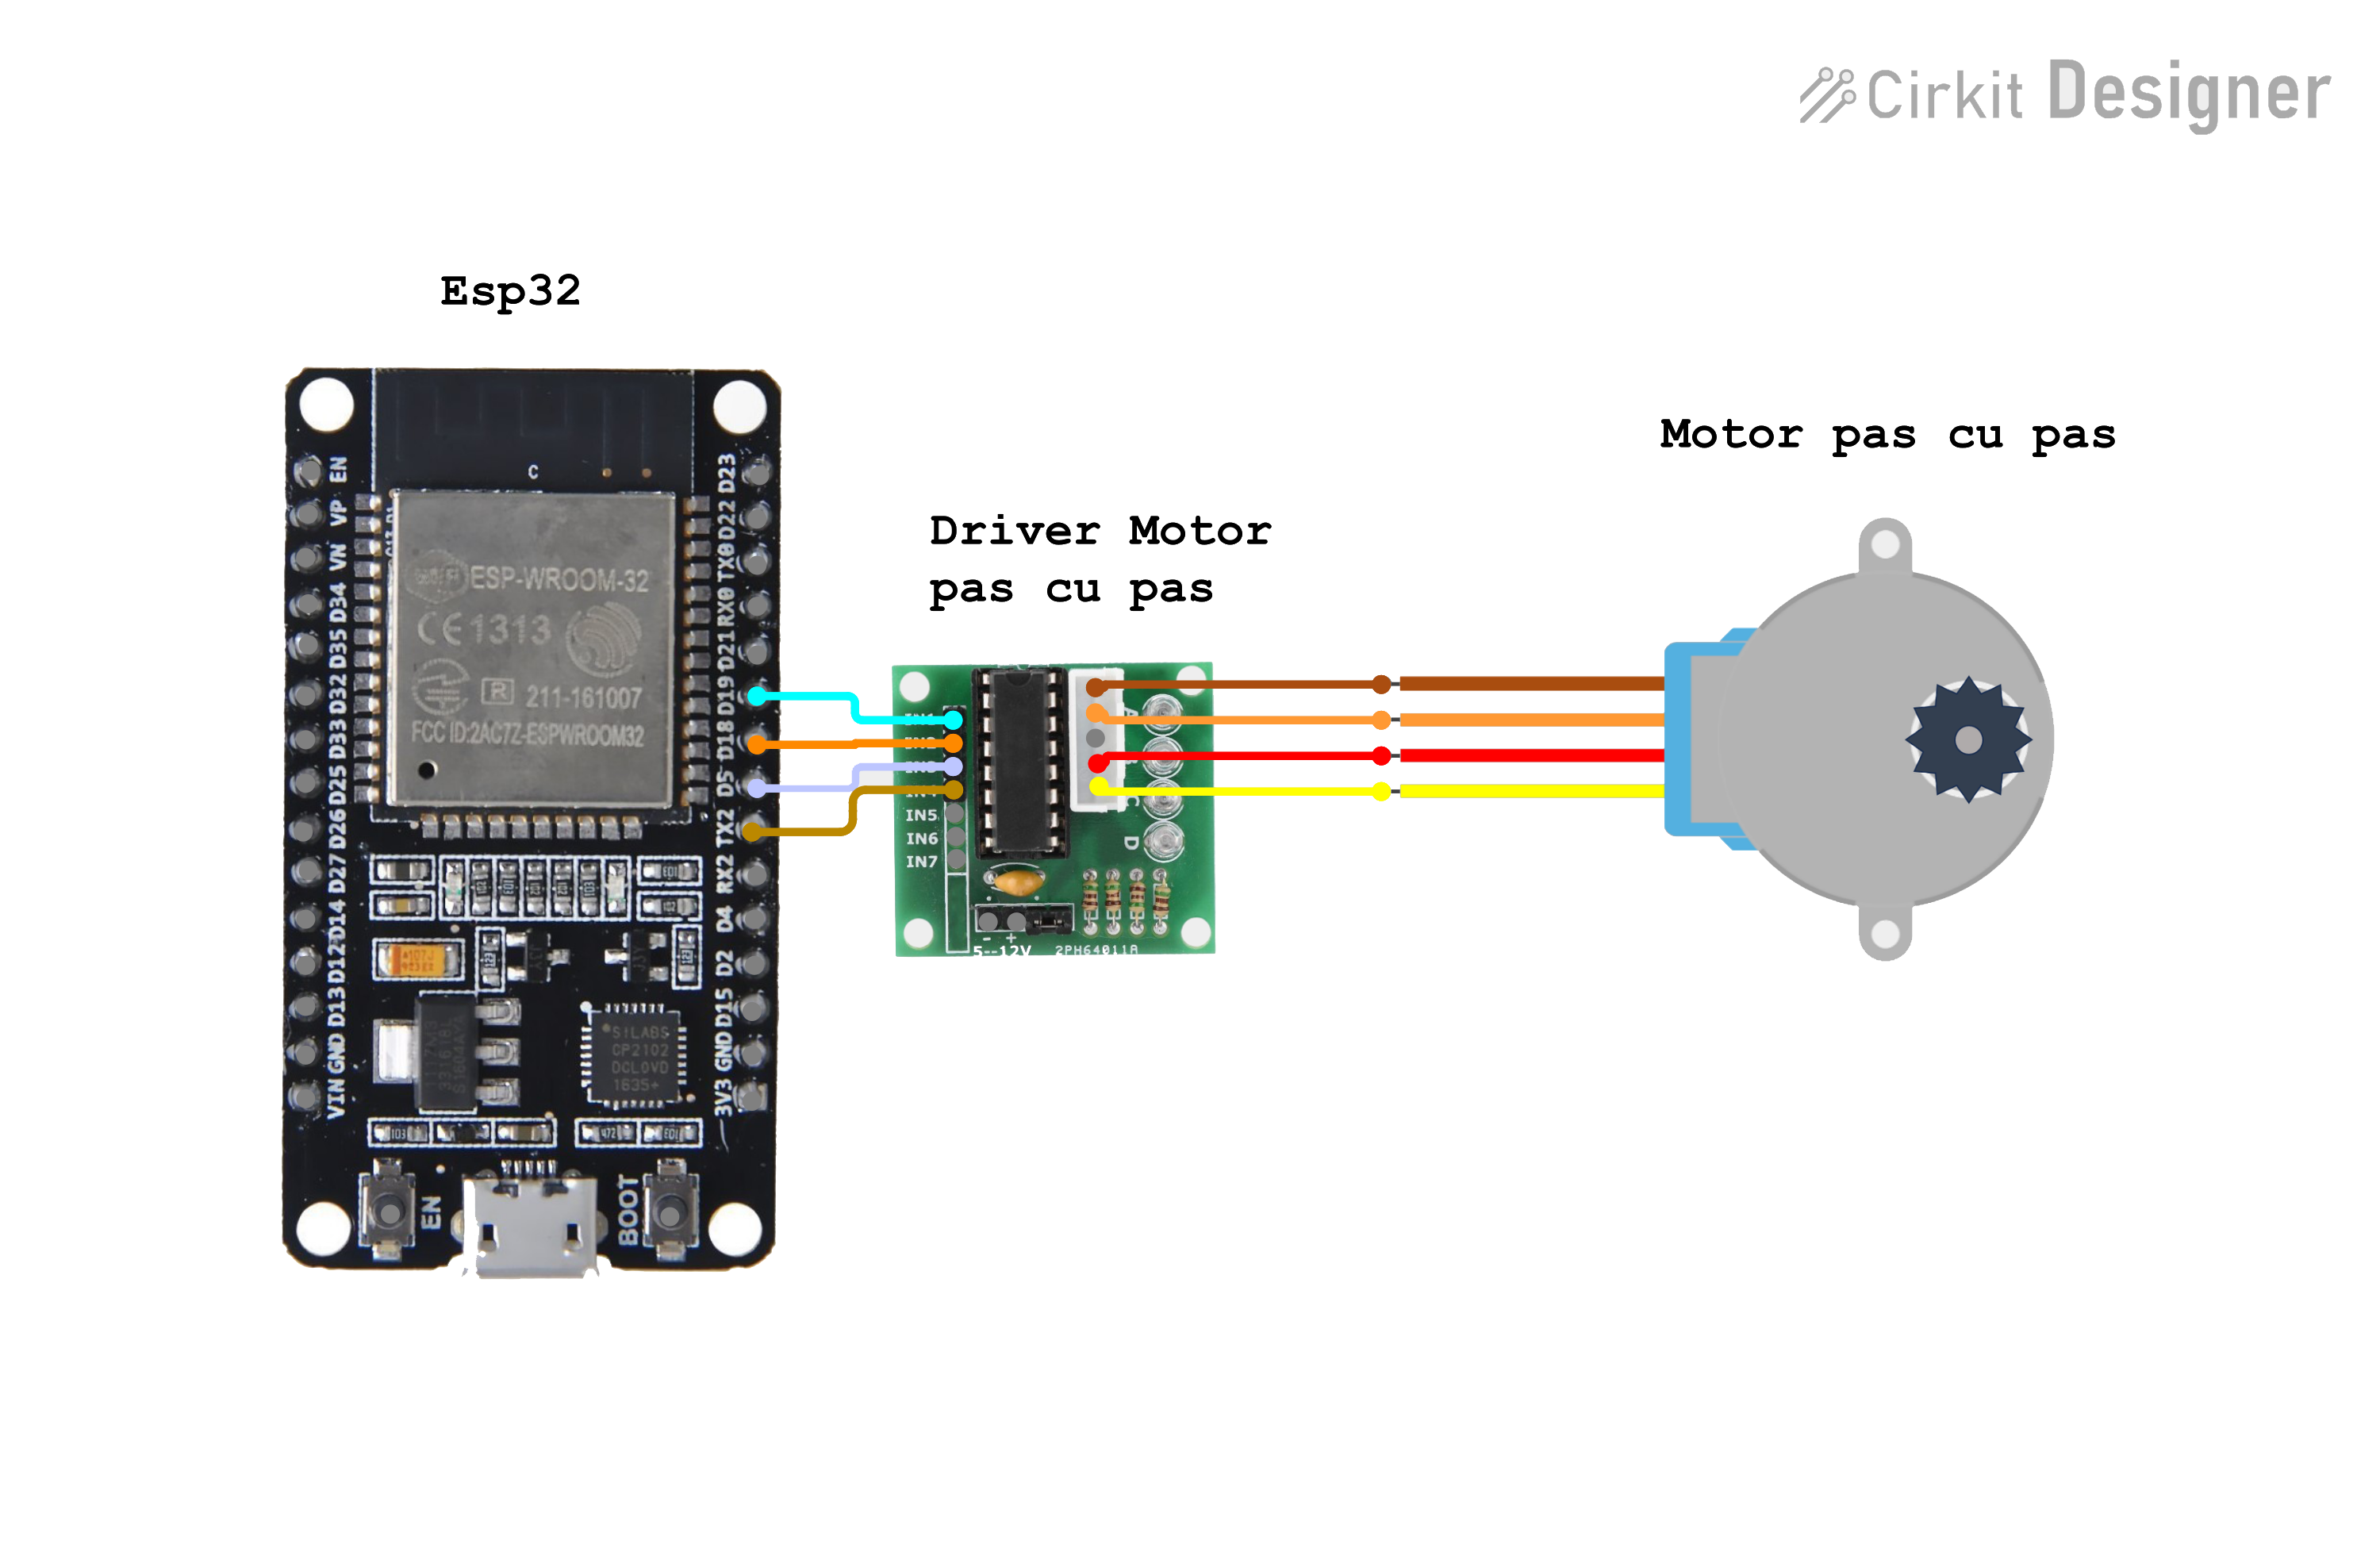 Cirkit Designer
Esp32
Motor pas cu pas
Driver Motor
pas cu pas
EN
VP
VN
D34
D35
D32
D33
D25
D26
D27
D14
D12
D13
GND
VIN
D23
D22
TX0
RX0
D21
D19
D18
D5
TX2
RX2
D4
D2
D15
GND
3V3
C
ESP-WROOM-32
CE1313
R 211-161007
FCC ID:2AC7Z-ESPWROOM32
SILABS
CP2102
DCL0VD
1635+
EN
BOOT
IN5
IN6
IN7
A
C
D
- +
5--12V 2PH64011A